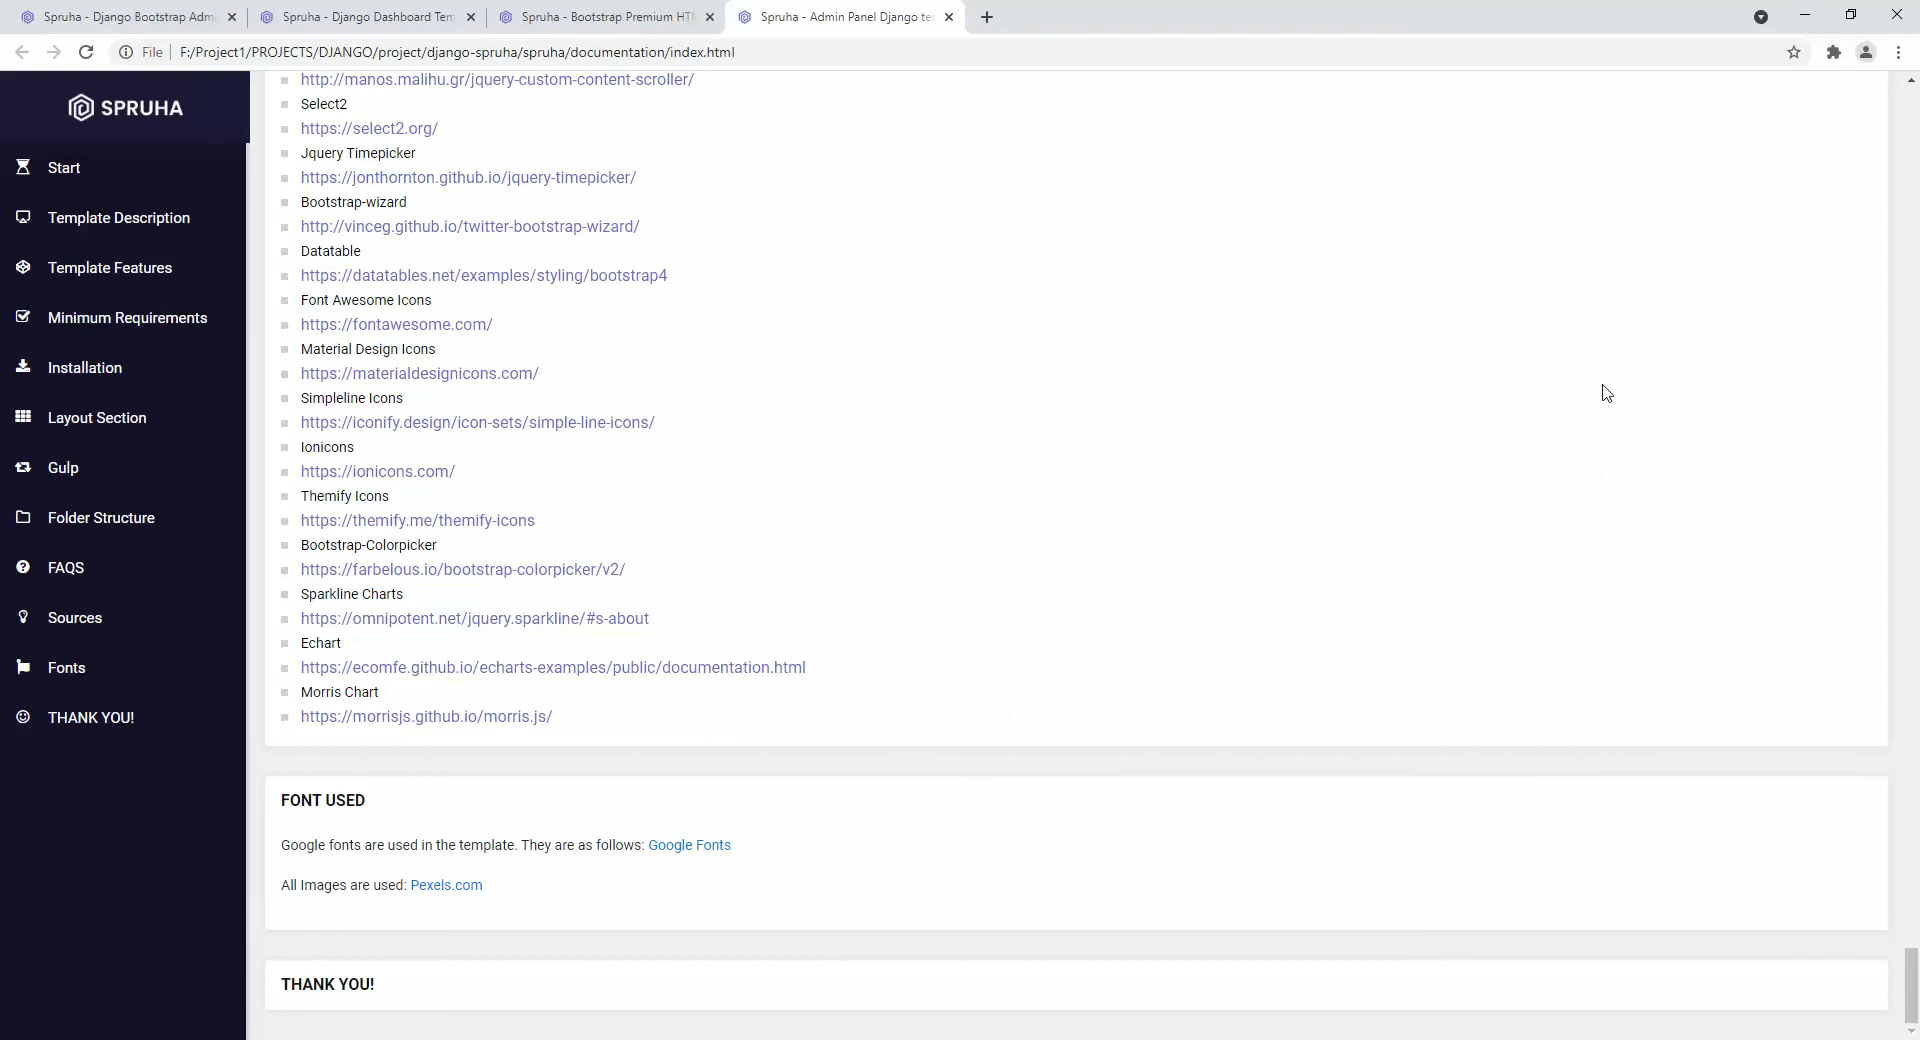 Spruha - Django Bootstrap Admi
Spruha - Django Dashboard Tem
Spruha - Bootstrap Premium HTM
Spruha - Admin Panel Django te
File
F:/Project1/PROJECTS/DJANGO/project/django-spruha/spruha/documentation/index.html
SPRUHA
Start
Template Description
Template Features
Minimum Requirements
Installation
Layout Section
Gulp
Folder Structure
FAQS
Sources
Fonts
THANK YOU!
http://manos.malihu.gr/jquery-custom-content-scroller/
Select2
https://select2.org/
Jquery Timepicker
https://jonthornton.github.io/jquery-timepicker/
Bootstrap-wizard
http://vinceg.github.io/twitter-bootstrap-wizard/
Datatable
https://datatables.net/examples/styling/bootstrap4
Font Awesome Icons
https://fontawesome.com/
Material Design Icons
https://materialdesignicons.com/
Simpleline Icons
https://iconify.design/icon-sets/simple-line-icons/
Ionicons
https://ionicons.com/
Themify Icons
https://themify.me/themify-icons
Bootstrap-Colorpicker
https://farbelous.io/bootstrap-colorpicker/v2/
Sparkline Charts
https://omnipotent.net/jquery.sparkline/#s-about
Echart
https://ecomfe.github.io/echarts-examples/public/documentation.html
Morris Chart
https://morrisjs.github.io/morris.js/
FONT USED
Google fonts are used in the template. They are as follows: Google Fonts
All Images are used: Pexels.com
THANK YOU!